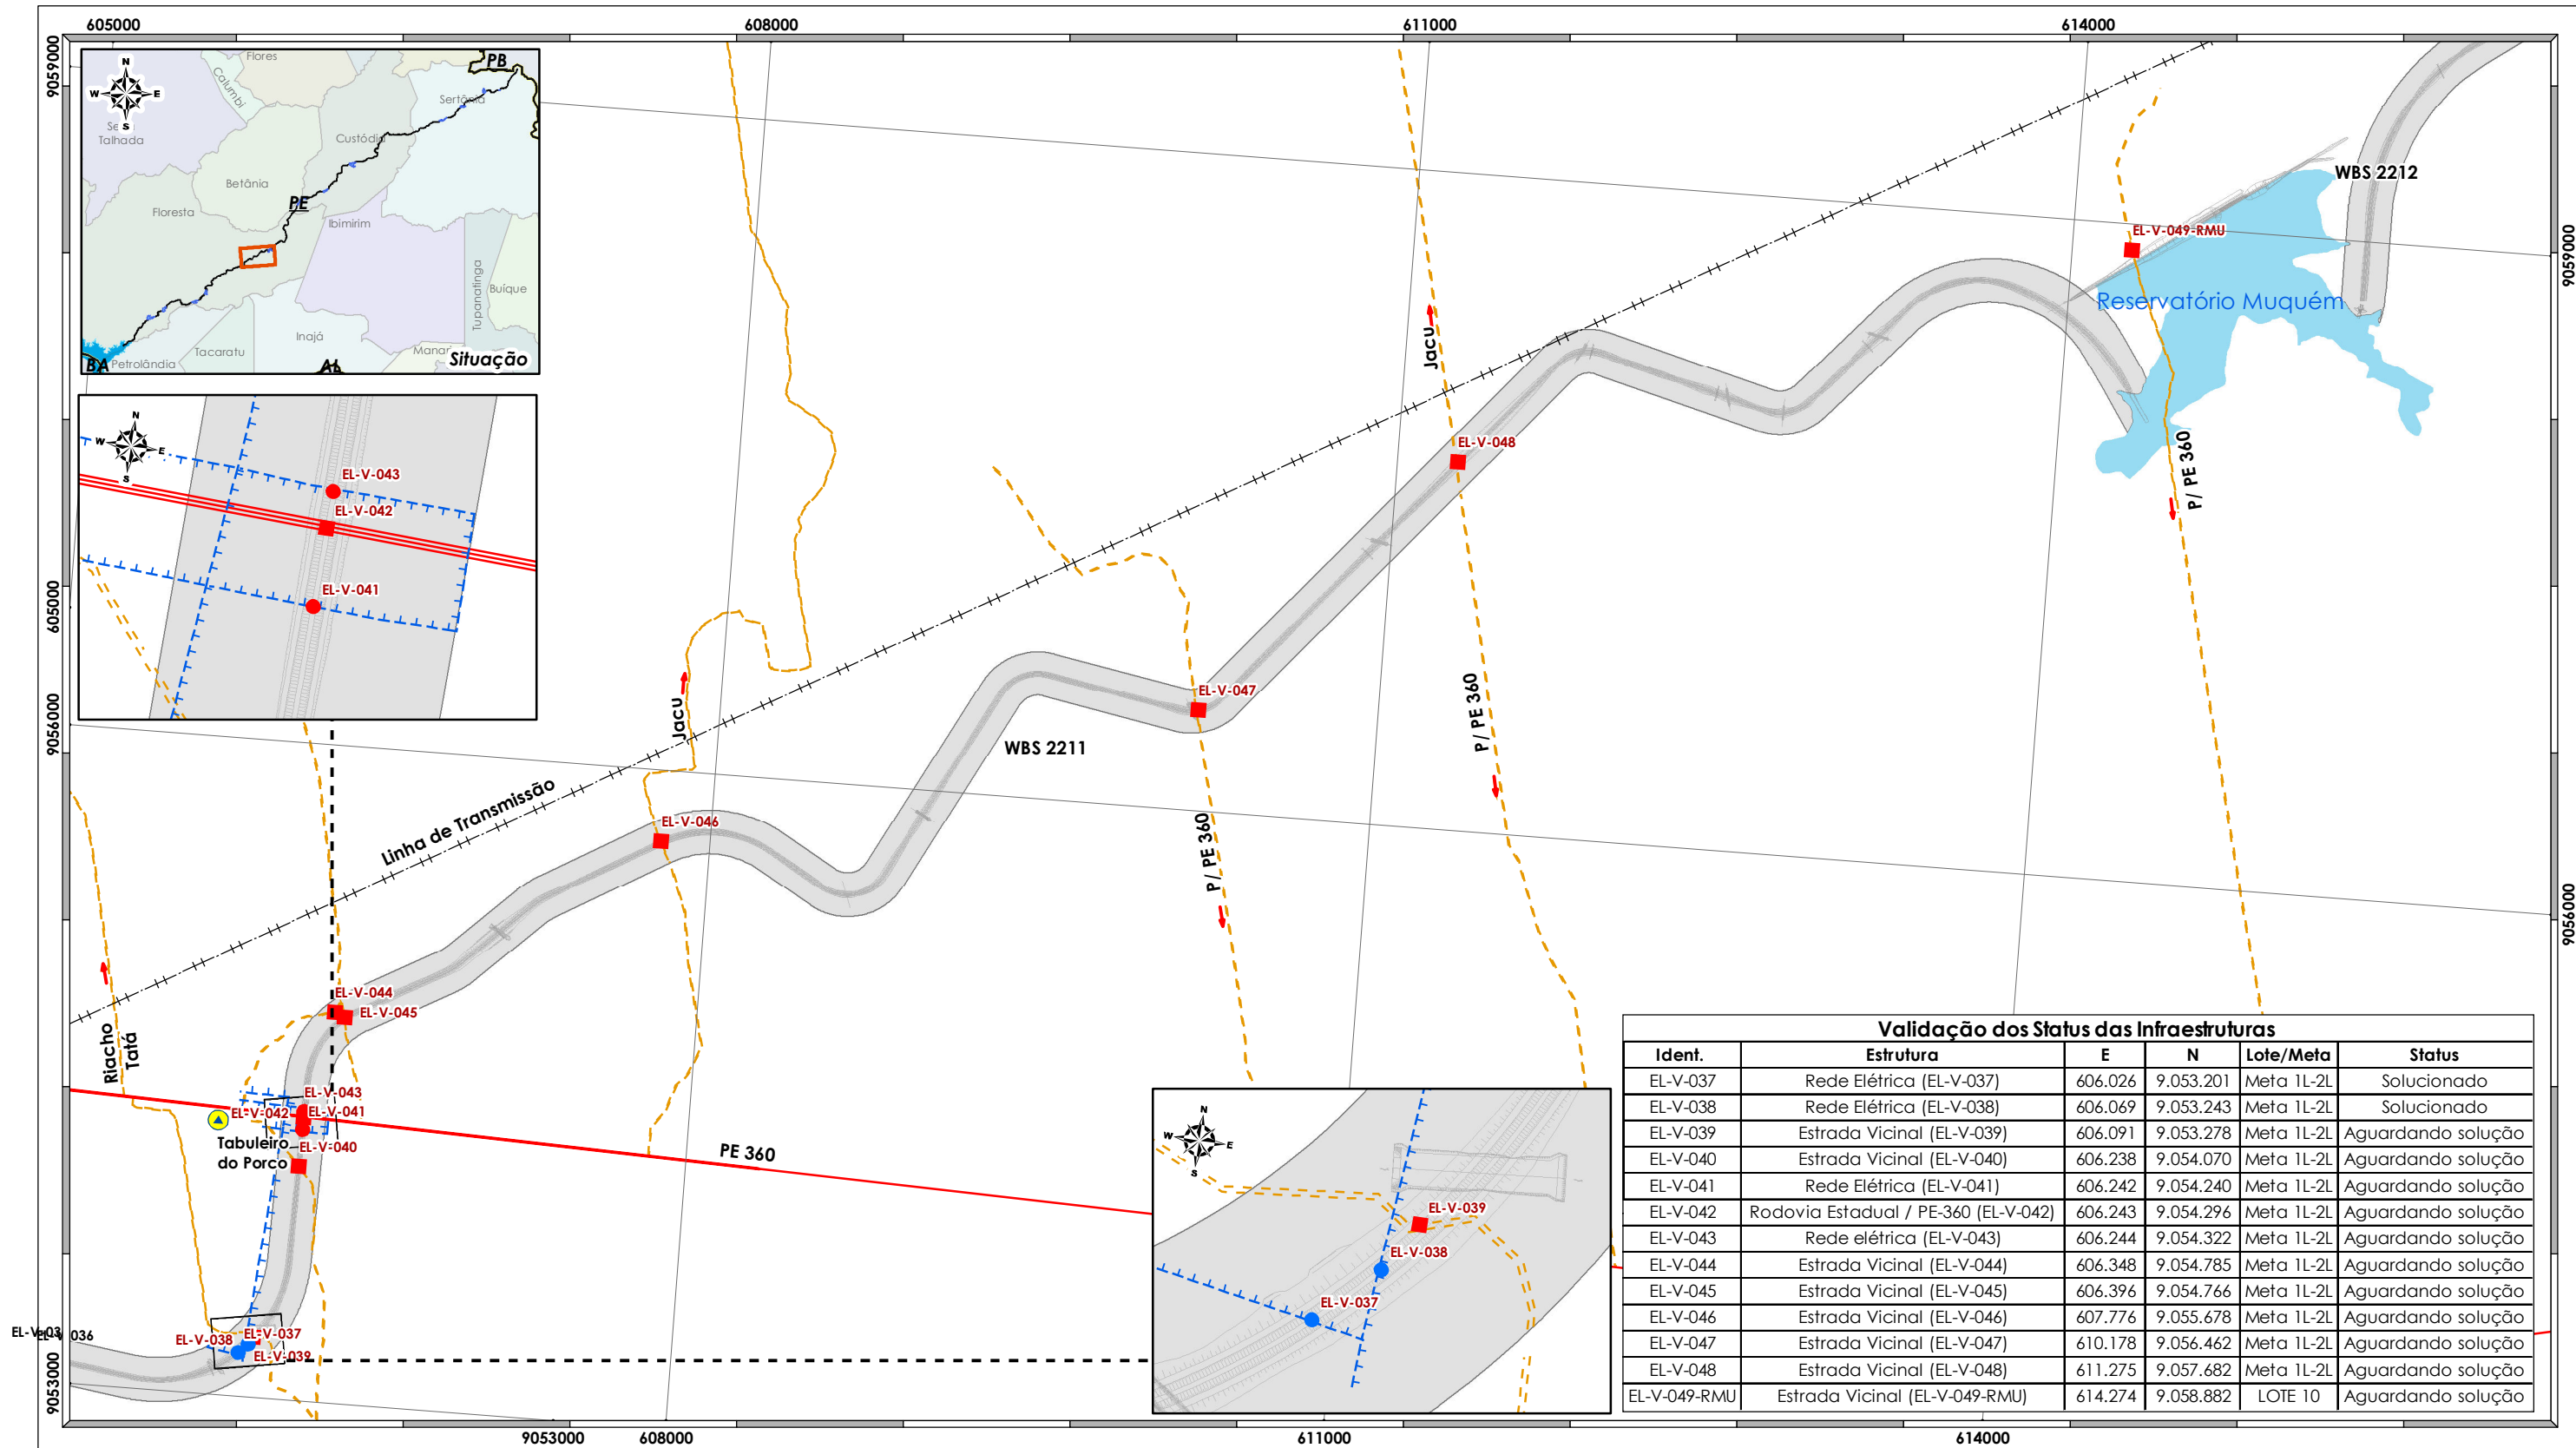 605000
608000
611000
614000
9059000
605000
9056000
9053000
9059000
9056000
9053000
608000
611000
614000
N
W
E
S
Flores
Calumbi
Talhada
Betânia
Floresta
Custódia
Sertânia
PB
PE
Ibimirim
Tupanatinga
Buíque
Inajá
Tacaratu
Petrolândia
BA
AL
Situação
N
W
E
S
EL-V-043
EL-V-042
EL-V-041
WBS 2212
EL-V-049-RMU
Reservatório Muquém
P/ PE 360
Jacu
EL-V-048
P/ PE 360
EL-V-047
P/ PE 360
WBS 2211
Jacu
EL-V-046
Linha de Transmissão
EL-V-044
EL-V-045
Riacho
Tatá
EL-V-043
EL-V-042
EL-V-041
Tabuleiro
do Porco
EL-V-040
PE 360
EL-V-038
EL-V-037
EL-V-039
N
W
E
S
EL-V-039
EL-V-038
EL-V-037
Validação dos Status das Infraestruturas
Ident. Estrutura E N Lote/Meta Status
EL-V-037 Rede Elétrica (EL-V-037) 606.026 9.053.201 Meta 1L-2L Solucionado
EL-V-038 Rede Elétrica (EL-V-038) 606.069 9.053.243 Meta 1L-2L Solucionado
EL-V-039 Estrada Vicinal (EL-V-039) 606.091 9.053.278 Meta 1L-2L Aguardando solução
EL-V-040 Estrada Vicinal (EL-V-040) 606.238 9.054.070 Meta 1L-2L Aguardando solução
EL-V-041 Rede Elétrica (EL-V-041) 606.242 9.054.240 Meta 1L-2L Aguardando solução
EL-V-042 Rodovia Estadual / PE-360 (EL-V-042) 606.243 9.054.296 Meta 1L-2L Aguardando solução
EL-V-043 Rede elétrica (EL-V-043) 606.244 9.054.322 Meta 1L-2L Aguardando solução
EL-V-044 Estrada Vicinal (EL-V-044) 606.348 9.054.785 Meta 1L-2L Aguardando solução
EL-V-045 Estrada Vicinal (EL-V-045) 606.396 9.054.766 Meta 1L-2L Aguardando solução
EL-V-046 Estrada Vicinal (EL-V-46) 607.776 9.055.678 Meta 1L-2L Aguardando solução
EL-V-047 Estrada Vicinal (EL-V-047) 610.178 9.056.462 Meta 1L-2L Aguardando solução
EL-V-048 Estrada Vicinal (EL-V-048) 611.275 9.057.682 Meta 1L-2L Aguardando solução
EL-V-049-RMU Estrada Vicinal (EL-V-049-RMU) 614.274 9.058.882 LOTE 10 Aguardando solução